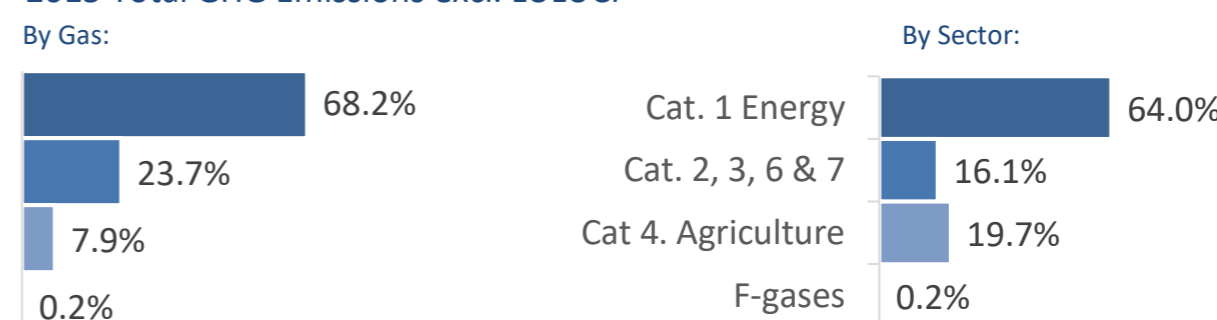 By Gas:
68.2%
23.7%
7.9%
0.2%
By Sector:
Cat. 1 Energy 64.0%
Cat. 2, 3, 6 & 7 16.1%
Cat 4. Agriculture 19.7%
F-gases 0.2%